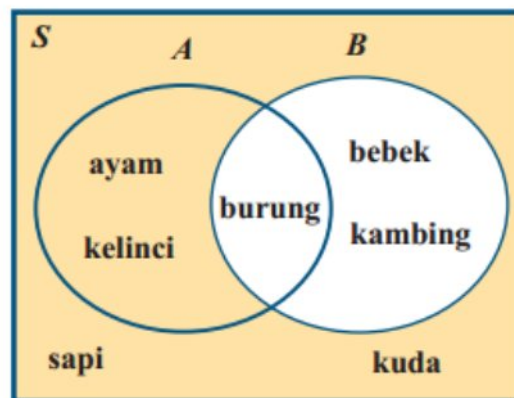 S
A B
ayam bebek
burung
kelinci kambing
sapi kuda